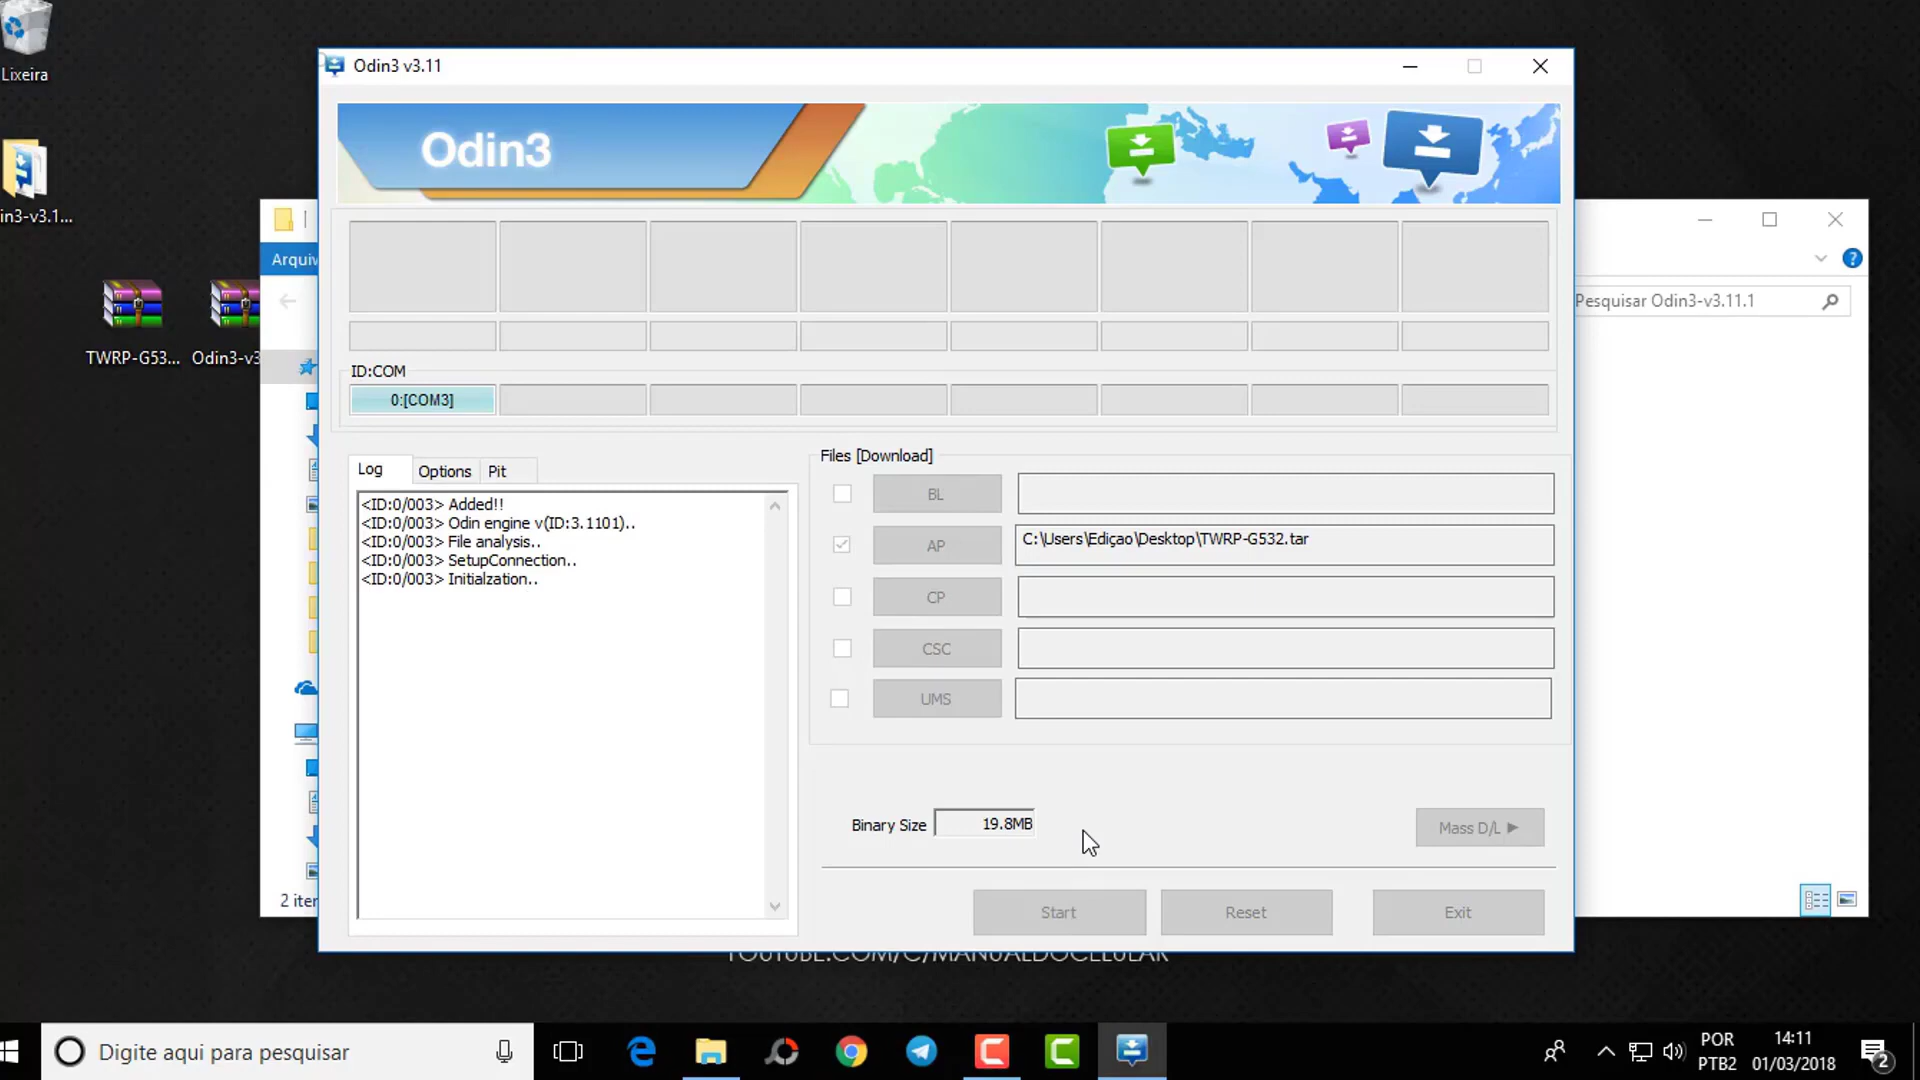 Lixeira
in3-v3.1...
TWRP-G53...
Odin3-v3
Odin3 v3.11
Odin3
Arquiv
Pesquisar Odin3-v3.11.1
ID:COM
0:[COM3]
Log
Options
Pit
<ID:0/003> Added!!
<ID:0/003> Odin engine v(ID:3.1101)..
<ID:0/003> File analysis..
<ID:0/003> SetupConnection..
<ID:0/003> Initialzation..
Files [Download]
BL
AP
C:\Users\Ediçao\Desktop\TWRP-G532.tar
CP
CSC
UMS
Binary Size
19.8MB
Mass D/L ►
Start
Reset
Exit
2 iter
YOUTUBE.COM/C/MANUALDOCELULAR
Digite aqui para pesquisar
POR
PTB2
14:11
01/03/2018
2